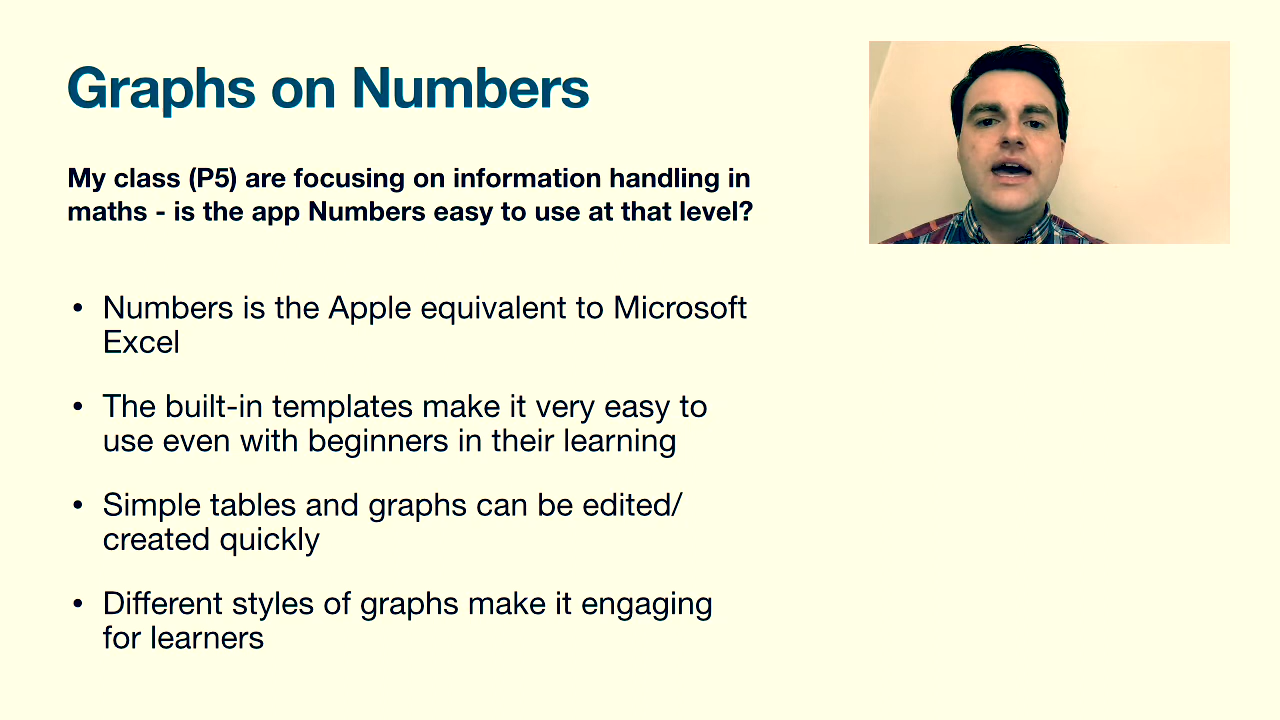 Graphs on Numbers
My class (P5) are focusing on information handling in
maths - is the app Numbers easy to use at that level?
• Numbers is the Apple equivalent to Microsoft
Excel
• The built-in templates make it very easy to
use even with beginners in their learning
• Simple tables and graphs can be edited/
created quickly
• Different styles of graphs make it engaging
for learners